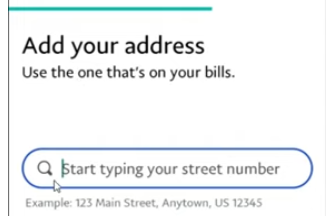 Add your address
Use the one that's on your bills.
Start typing your street number
Example: 123 Main Street, Anytown, US 12345